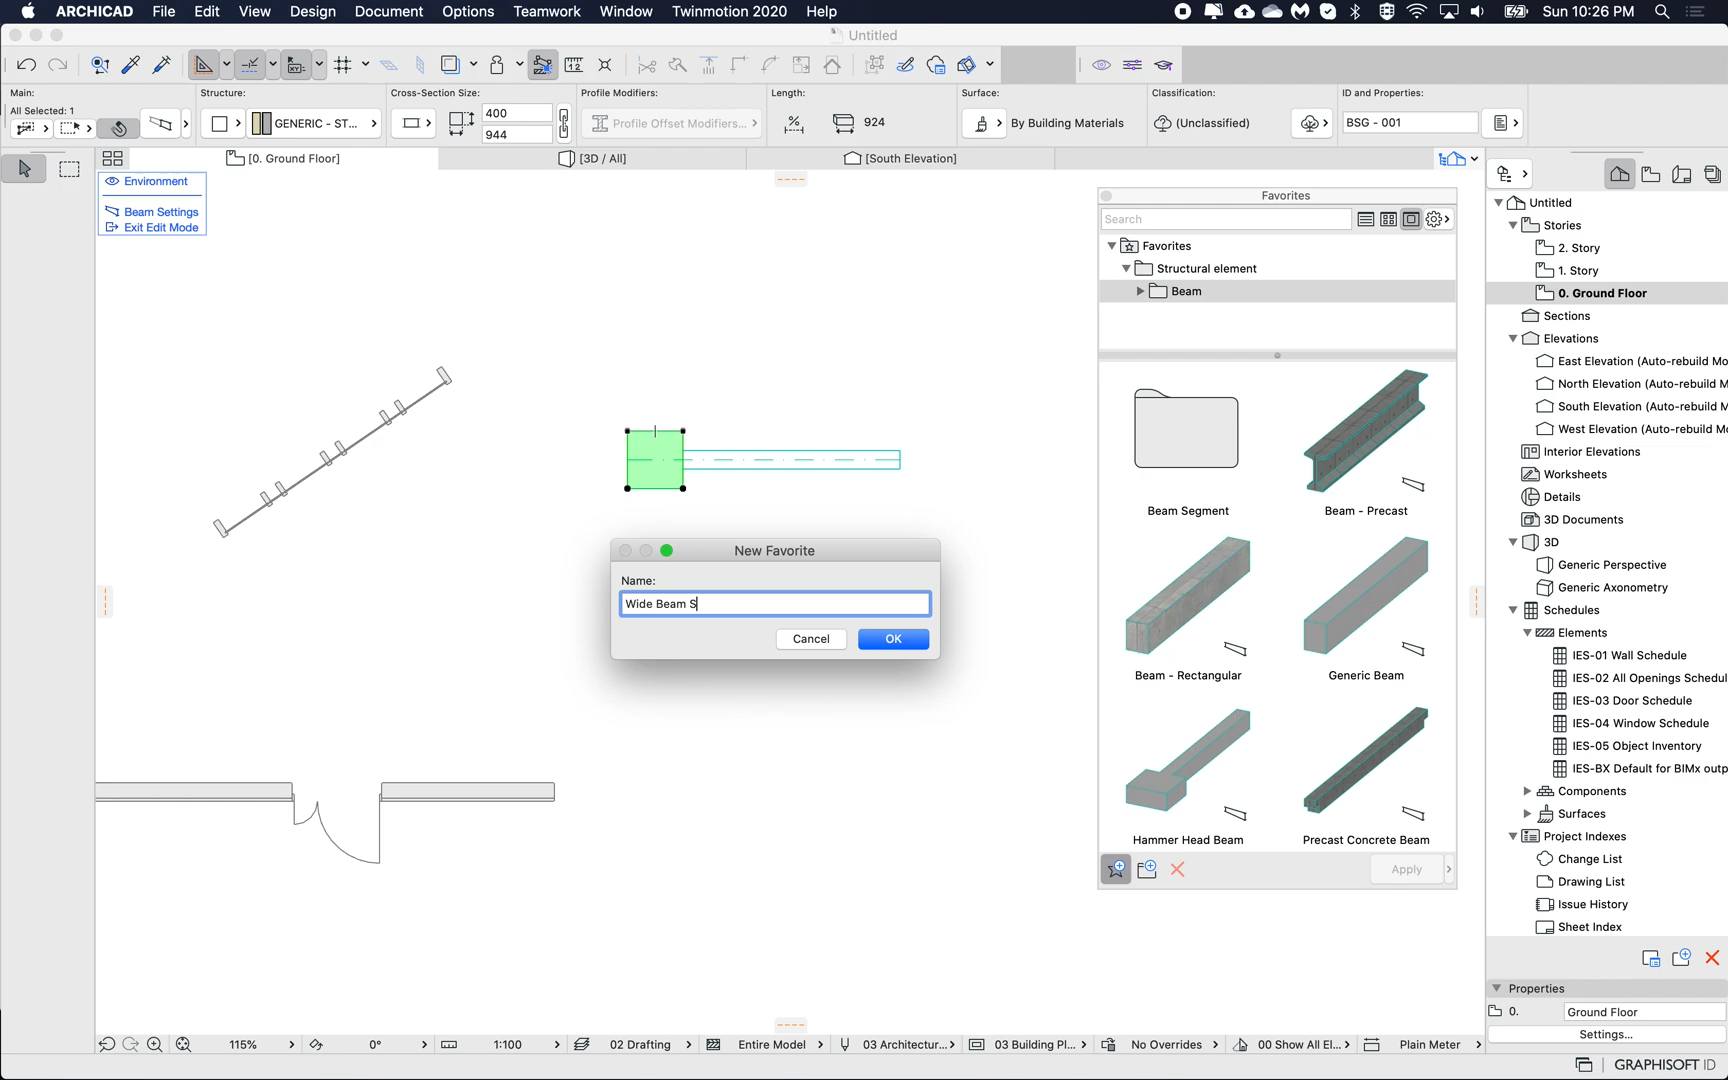 ARCHICAD File Edit View Design Document Options Teamwork Window Twinmotion 2020 Help Sun 10:26 PM
Untitled
Main: Structure: Cross-Section Size: Profile Modifiers: Length: Surface: Classification: ID and Properties:
All Selected: 1
GENERIC - ST... 400 944 Profile Offset Modifiers... 924 By Building Materials (Unclassified) BSG - 001
[0. Ground Floor] [3D / All] [South Elevation]
Environment
Beam Settings
Exit Edit Mode
Favorites
Search
Favorites
Structural element
Beam
Beam Segment Beam - Precast
Beam - Rectangular Generic Beam
Hammer Head Beam Precast Concrete Beam
Apply
New Favorite
Name:
Wide Beam S
Cancel OK
Untitled
Stories
2. Story
1. Story
0. Ground Floor
Sections
Elevations
East Elevation (Auto-rebuild Mo
North Elevation (Auto-rebuild M
South Elevation (Auto-rebuild M
West Elevation (Auto-rebuild Mo
Interior Elevations
Worksheets
Details
3D Documents
3D
Generic Perspective
Generic Axonometry
Schedules
Elements
IES-01 Wall Schedule
IES-02 All Openings Schedul
IES-03 Door Schedule
IES-04 Window Schedule
IES-05 Object Inventory
IES-BX Default for BIMx outp
Components
Surfaces
Project Indexes
Change List
Drawing List
Issue History
Sheet Index
Properties
0. Ground Floor
Settings...
115% 0° 1:100 02 Drafting Entire Model 03 Architectur... 03 Building Pl... No Overrides 00 Show All El... Plain Meter
GRAPHISOFT ID